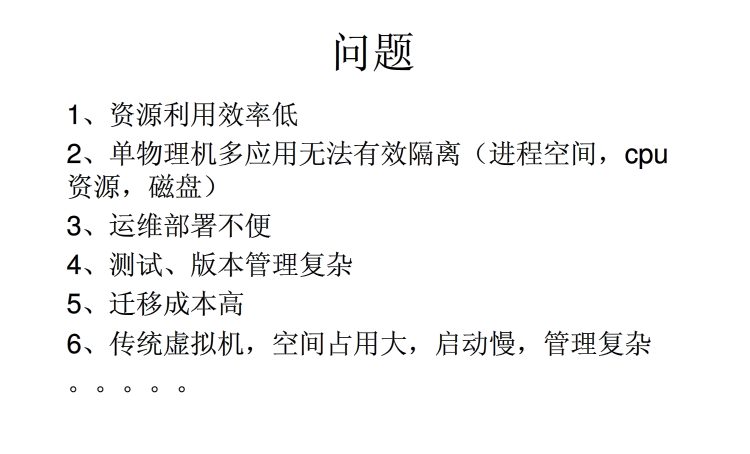 问题
1、资源利用效率低
2、单物理机多应用无法有效隔离（进程空间，cpu
资源，磁盘）
3、运维部署不便
4、测试、版本管理复杂
5、迁移成本高
6、传统虚拟机，空间占用大，启动慢，管理复杂
。。。。。